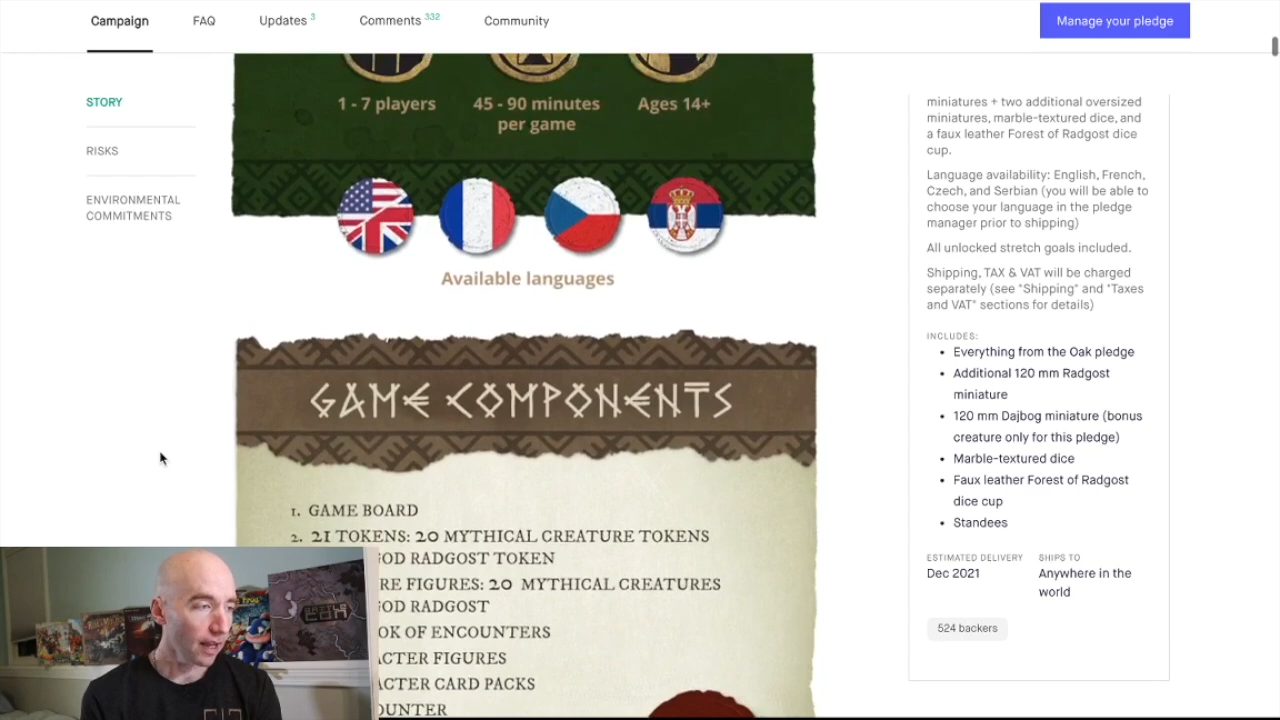 Campaign
FAQ
Updates 3
Comments 332
Community
Manage your pledge
STORY
RISKS
ENVIRONMENTAL
COMMITMENTS
1 - 7 players
45 - 90 minutes
per game
Ages 14+
Available languages
GAME COMPONENTS
1. GAME BOARD
2. 21 TOKENS: 20 MYTHICAL CREATURE TOKENS
OD RADGOST TOKEN
RE FIGURES: 20 MYTHICAL CREATURES
OD RADGOST
OK OF ENCOUNTERS
ACTER FIGURES
ACTER CARD PACKS
OUNTER
miniatures + two additional oversized
miniatures, marble-textured dice, and
a faux leather Forest of Radgost dice
cup.
Language availability: English, French,
Czech, and Serbian (you will be able to
choose your language in the pledge
manager prior to shipping)
All unlocked stretch goals included.
Shipping, TAX & VAT will be charged
separately (see "Shipping" and "Taxes
and VAT" sections for details)
INCLUDES:
• Everything from the Oak pledge
• Additional 120 mm Radgost
miniature
• 120 mm Dajbog miniature (bonus
creature only for this pledge)
• Marble-textured dice
• Faux leather Forest of Radgost
dice cup
• Standees
ESTIMATED DELIVERY
Dec 2021
SHIPS TO
Anywhere in the
world
524 backers
BATTLE
CON